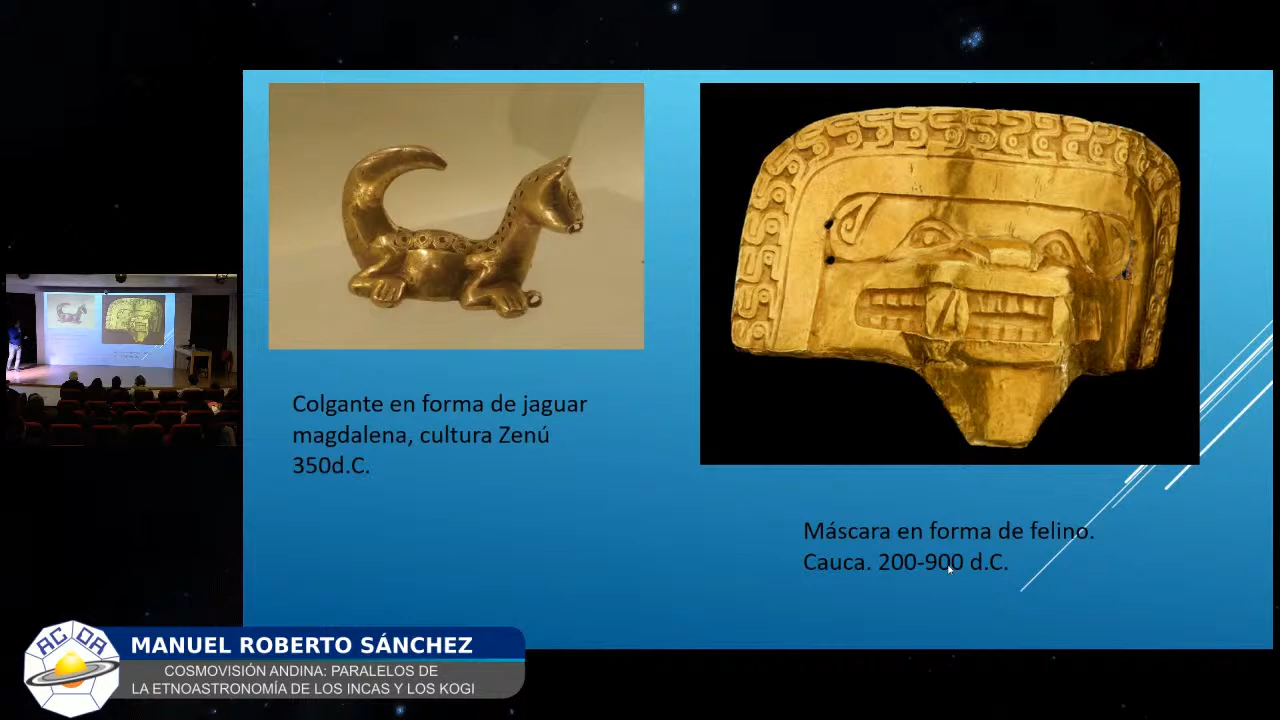 Colgante en forma de jaguar
magdalena, cultura Zenú
350d.C.
Máscara en forma de felino.
Cauca. 200-900 d.C.
ACDA
MANUEL ROBERTO SÁNCHEZ
COSMOVISIÓN ANDINA: PARALELOS DE
LA ETNOASTRONOMÍA DE LOS INCAS Y LOS KOGI